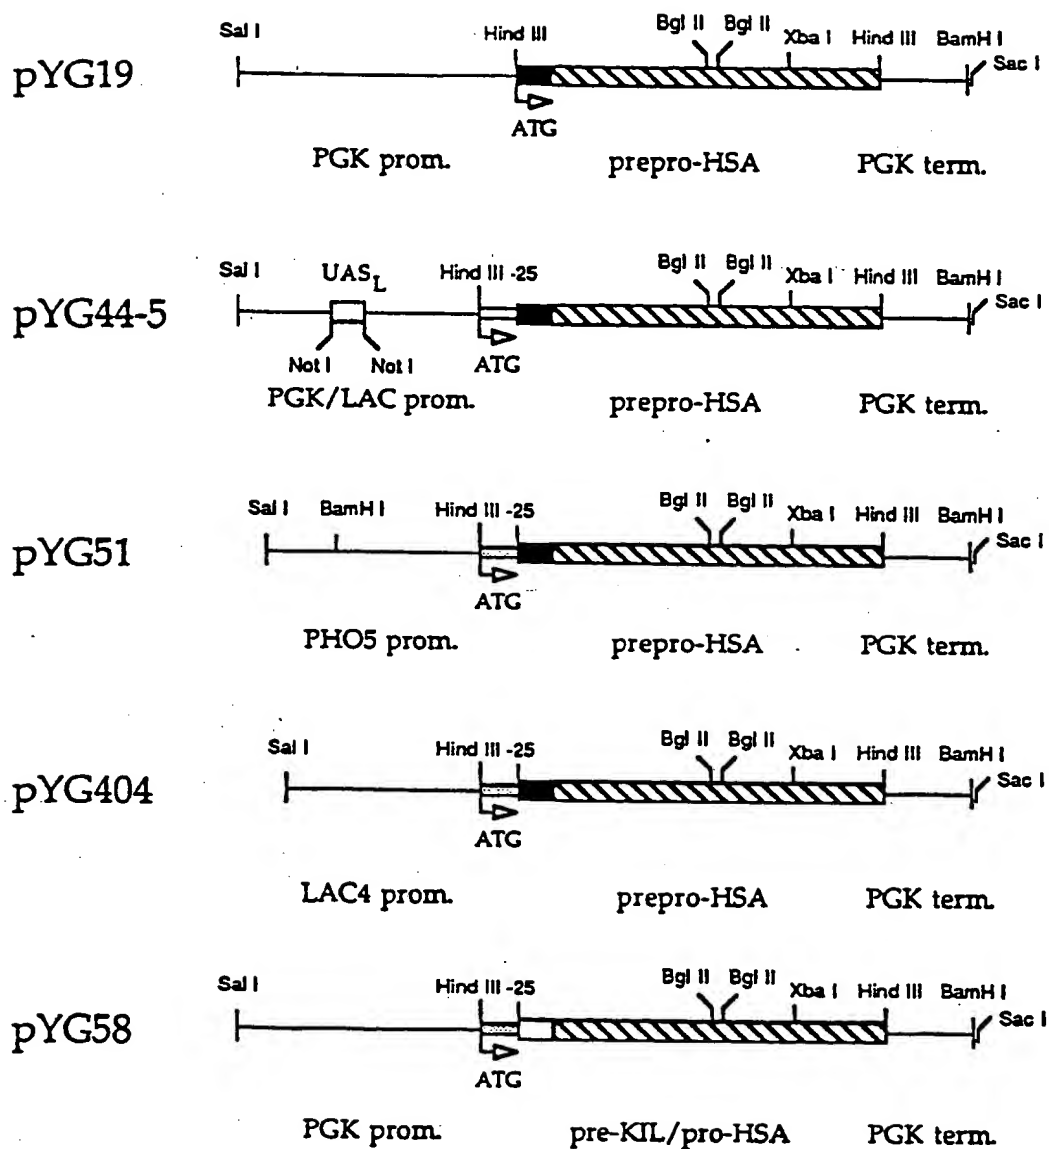 Sal I Hind III Bgl II Bgl II Xba I Hind III BamH I
Sac I
pYG19
ATG
PGK prom. prepro-HSA PGK term.
Sal I UAS L Hind III -25 Bgl II Bgl II Xba I Hind III BamH I
Sac I
pYG44-5
Not I Not I ATG
PGK/LAC prom. prepro-HSA PGK term.
Sal I BamH I Hind III -25 Bgl II Bgl II Xba I Hind III BamH I
Sac I
pYG51
ATG
PHO5 prom. prepro-HSA PGK term.
Sal I Hind III -25 Bgl II Bgl II Xba I Hind III BamH I
Sac I
pYG404
ATG
LAC4 prom. prepro-HSA PGK term.
Sal I Hind III -25 Bgl II Bgl II Xba I Hind III BamH I
Sac I
pYG58
ATG
PGK prom. pre-KIL/pro-HSA PGK term.